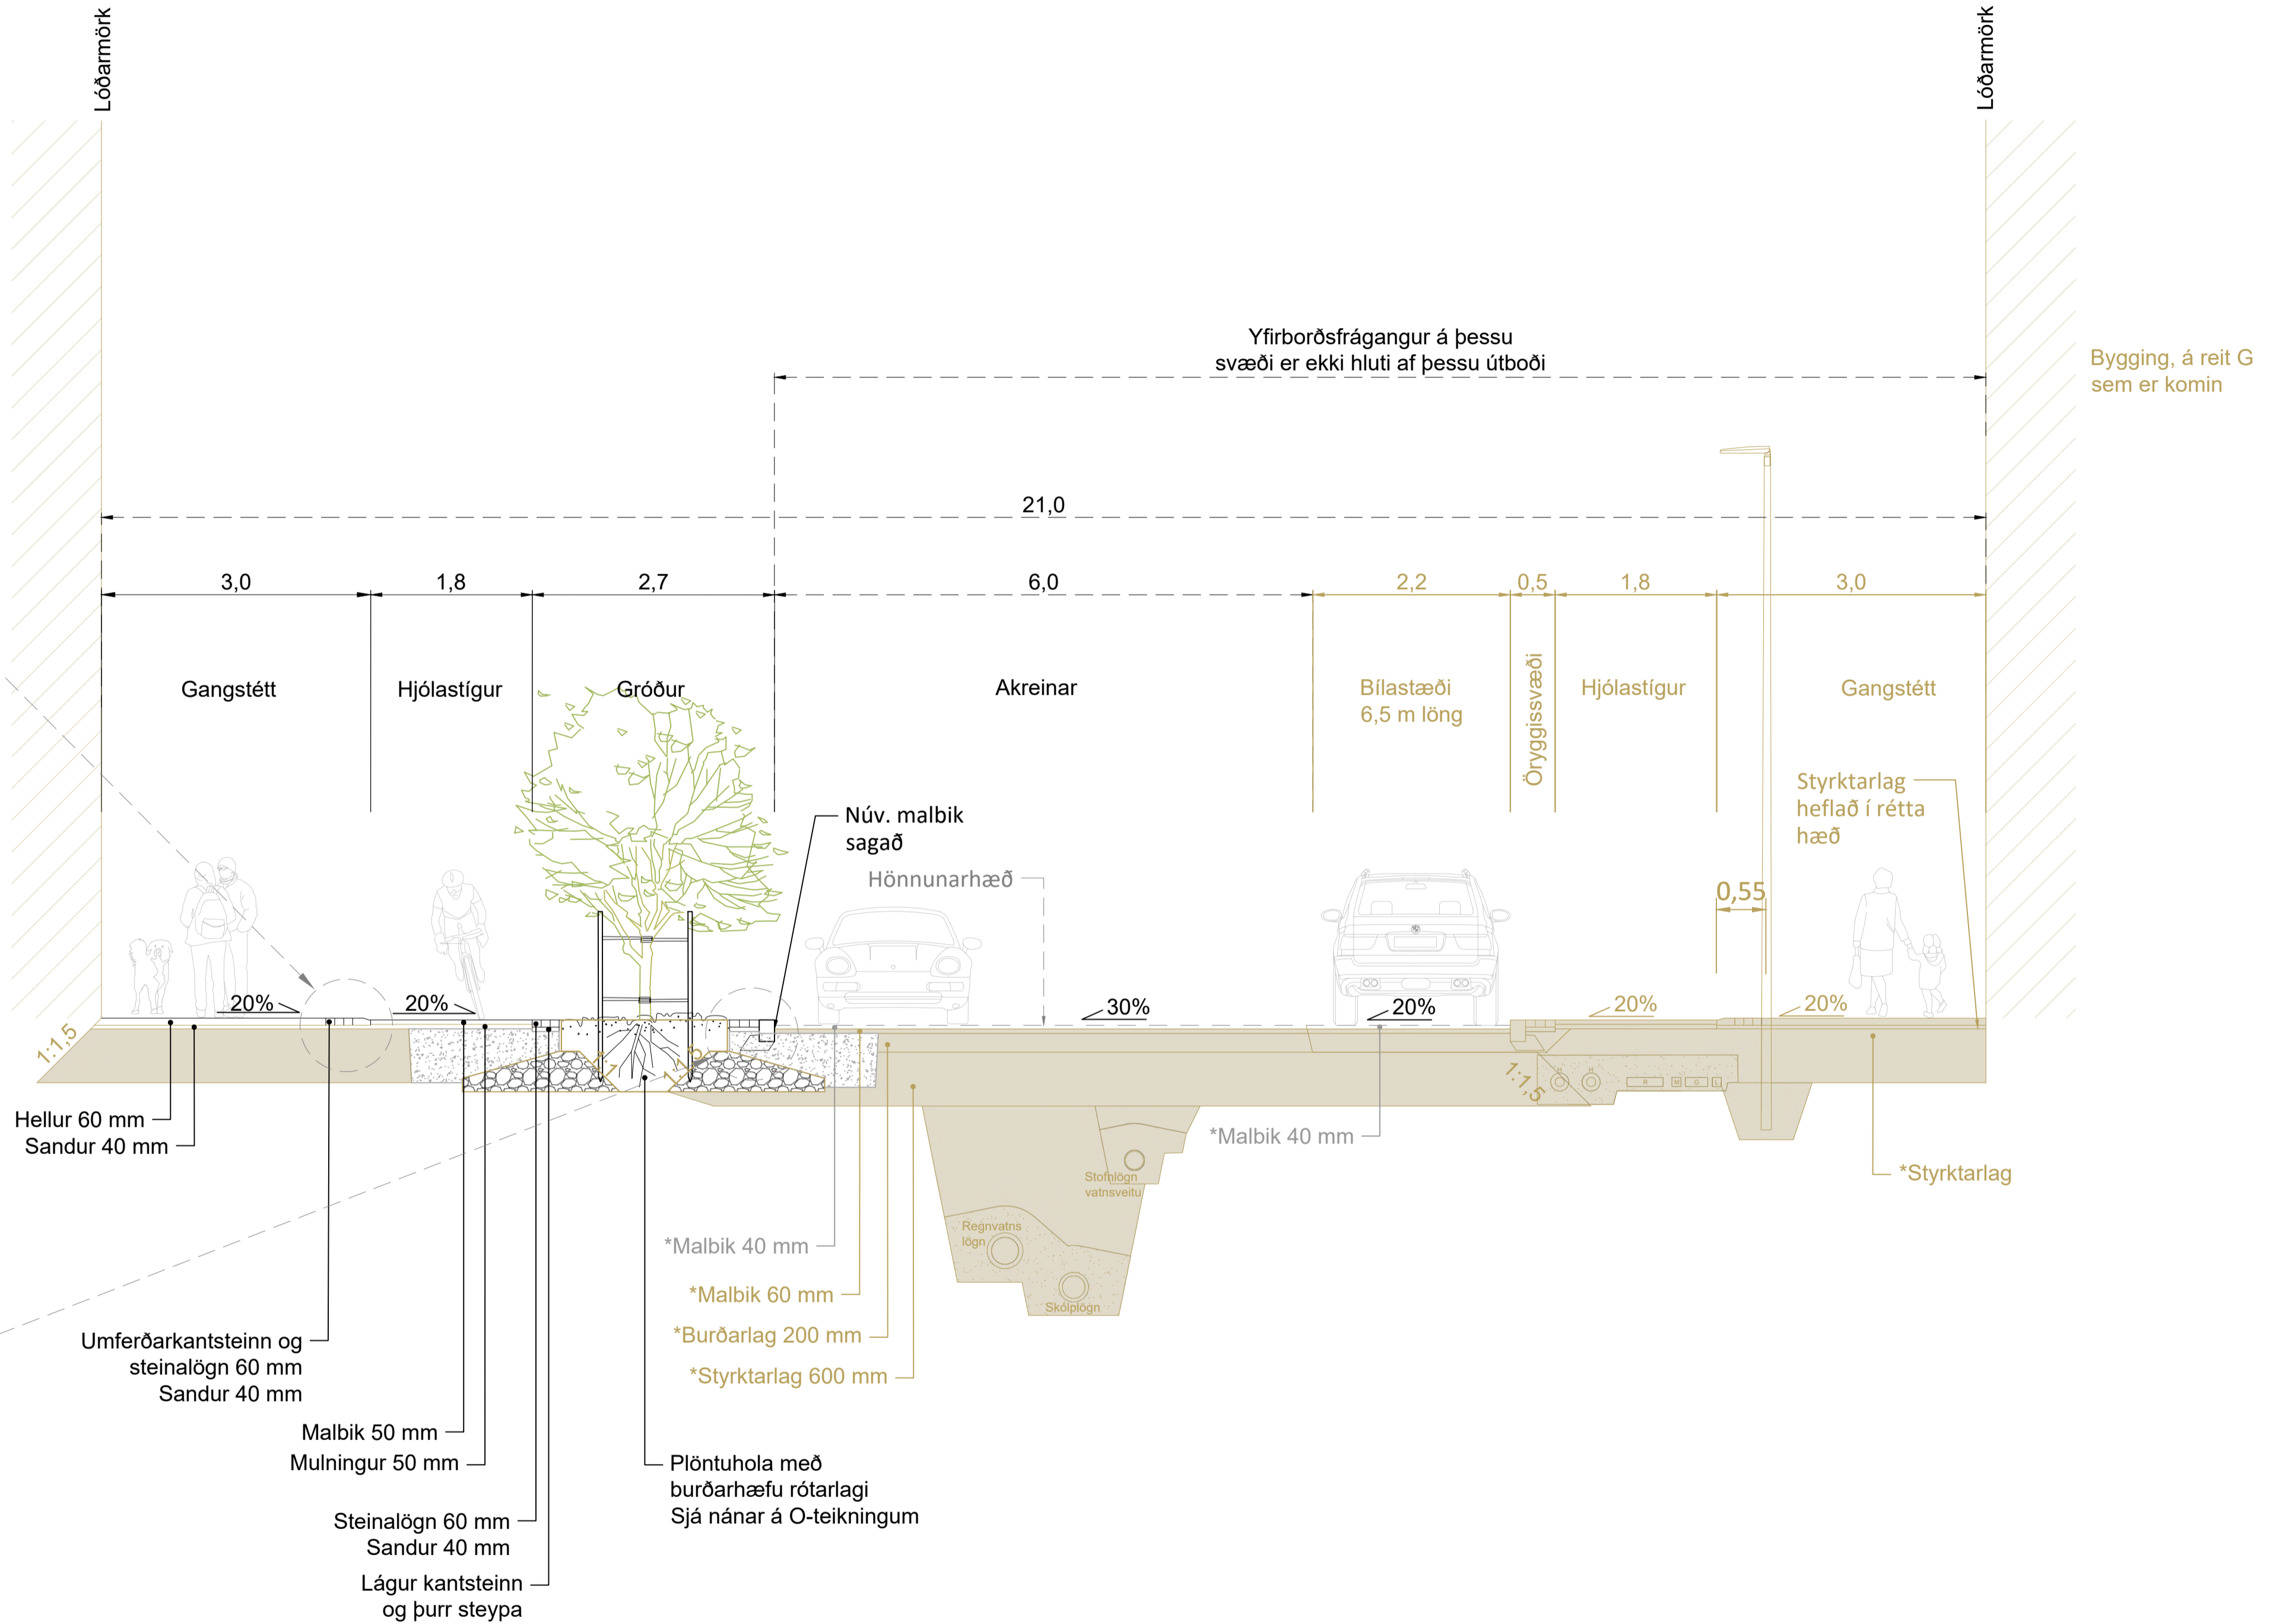 Lóðarmörk
Lóðarmörk
Yfirborðsfrágangur á þessu
svæði er ekki hluti af þessu útboði
Bygging, á reit G
sem er komin
21,0
3,0
1,8
2,7
6,0
2,2
0,5
1,8
3,0
Gangstétt
Hjólastígur
Gróður
Akreinar
Bílastæði
6,5 m löng
Öryggissvæði
Hjólastígur
Gangstétt
Styrktarlag
heflað í rétta
hæð
Núv. malbik
sagað
Hönnunarhæð
0,55
20%
20%
30%
20%
20%
20%
1:1,5
1:1
1:1,5
1:1,5
H
H
R
M
G
L
Hellur 60 mm
Sandur 40 mm
*Malbik 40 mm
*Styrktarlag
Stofnlögn
vatnsveitu
Regnvatns
lögn
Skólplögn
*Malbik 40 mm
*Malbik 60 mm
*Burðarlag 200 mm
*Styrktarlag 600 mm
Umferðarkantsteinn og
steinalögn 60 mm
Sandur 40 mm
Malbik 50 mm
Mulningur 50 mm
Plöntuhola með
burðarhæfu rótarlagi
Sjá nánar á O-teikningum
Steinalögn 60 mm
Sandur 40 mm
Lágur kantsteinn
og þurr steypa